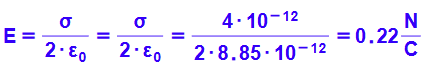 E = σ / (2·ε₀) = σ / (2·ε₀) = 4·10⁻¹² / (2·8.85·10⁻¹²) = 0.22 N/C